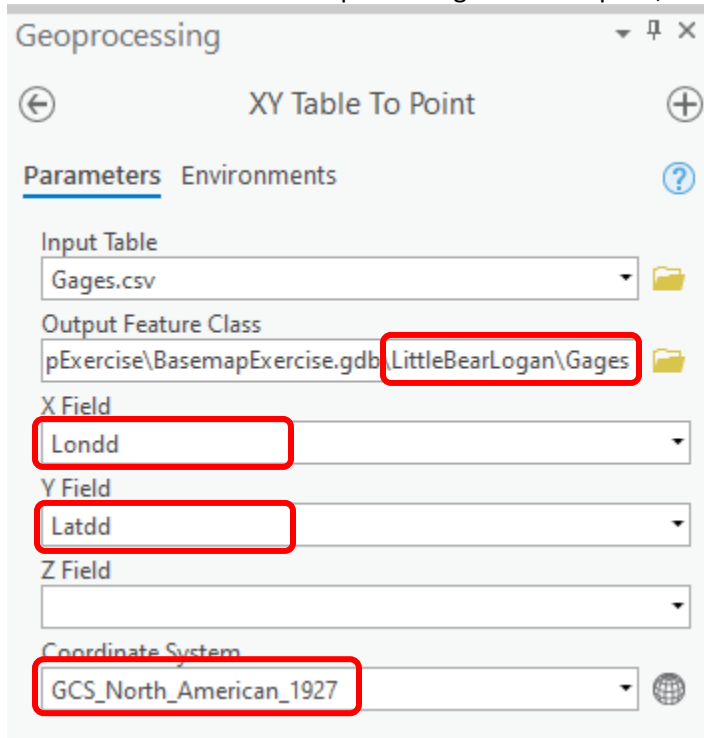 Geoprocessing
XY Table To Point
Parameters Environments
Input Table
Gages.csv
Output Feature Class
pExercise\BasemapExercise.gdb\LittleBearLogan\Gages
X Field
Londd
Y Field
Latdd
Z Field
Coordinate System
GCS_North_American_1927